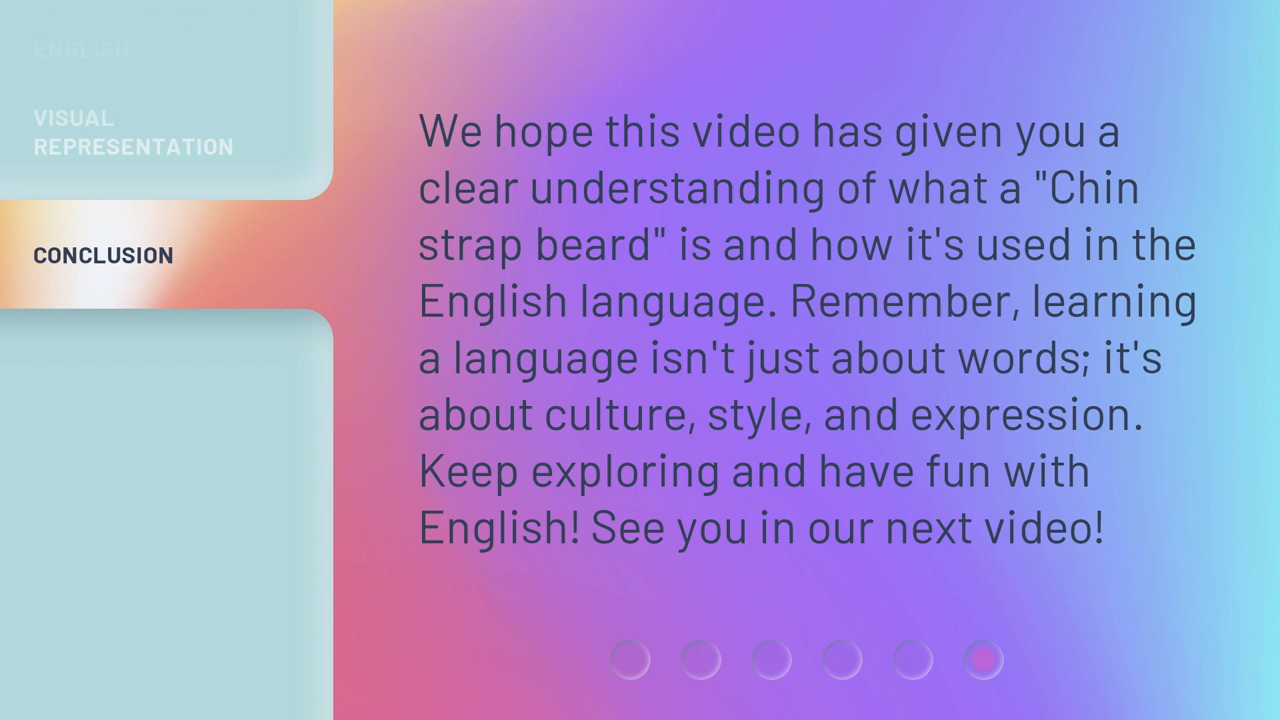 ENGLISH
VISUAL
REPRESENTATION
CONCLUSION
We hope this video has given you a
clear understanding of what a "Chin
strap beard" is and how it's used in the
English language. Remember, learning
a language isn't just about words; it's
about culture, style, and expression.
Keep exploring and have fun with
English! See you in our next video!